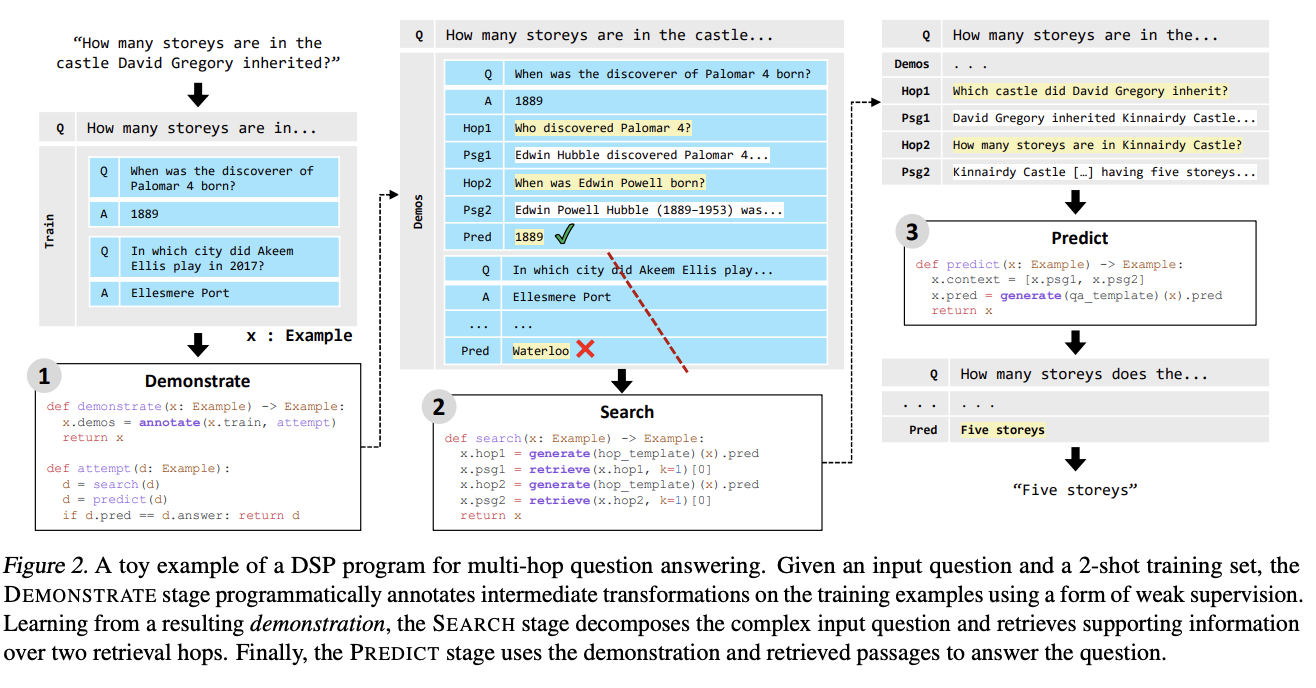 “How many storeys are in the
castle David Gregory inherited?”
Q How many storeys are in...
Train
Q When was the discoverer of
Palomar 4 born?
A 1889
Q In which city did Akeem
Ellis play in 2017?
A Ellesmere Port
x : Example
1
Demonstrate
def demonstrate(x: Example) -> Example:
x.demos = annotate(x.train, attempt)
return x
def attempt(d: Example):
d = search(d)
d = predict(d)
if d.pred == d.answer: return d
Q How many storeys are in the castle...
Demos
Q When was the discoverer of Palomar 4 born?
A 1889
Hop1 Who discovered Palomar 4?
Psg1 Edwin Hubble discovered Palomar 4...
Hop2 When was Edwin Powell born?
Psg2 Edwin Powell Hubble (1889–1953) was...
Pred 1889
Q In which city did Akeem Ellis play...
A Ellesmere Port
... ...
Pred Waterloo
2
Search
def search(x: Example) -> Example:
x.hop1 = generate(hop_template)(x).pred
x.psg1 = retrieve(x.hop1, k=1)[0]
x.hop2 = generate(hop_template)(x).pred
x.psg2 = retrieve(x.hop2, k=1)[0]
return x
Q How many storeys are in the...
Demos . . .
Hop1 Which castle did David Gregory inherit?
Psg1 David Gregory inherited Kinnairdy Castle...
Hop2 How many storeys are in Kinnairdy Castle?
Psg2 Kinnairdy Castle […] having five storeys...
3
Predict
def predict(x: Example) -> Example:
x.context = [x.psg1, x.psg2]
x.pred = generate(qa_template)(x).pred
return x
Q How many storeys does the...
. . . . . .
Pred Five storeys
“Five storeys”
Figure 2. A toy example of a DSP program for multi-hop question answering. Given an input question and a 2-shot training set, the
DEMONSTRATE stage programmatically annotates intermediate transformations on the training examples using a form of weak supervision.
Learning from a resulting demonstration, the SEARCH stage decomposes the complex input question and retrieves supporting information
over two retrieval hops. Finally, the PREDICT stage uses the demonstration and retrieved passages to answer the question.